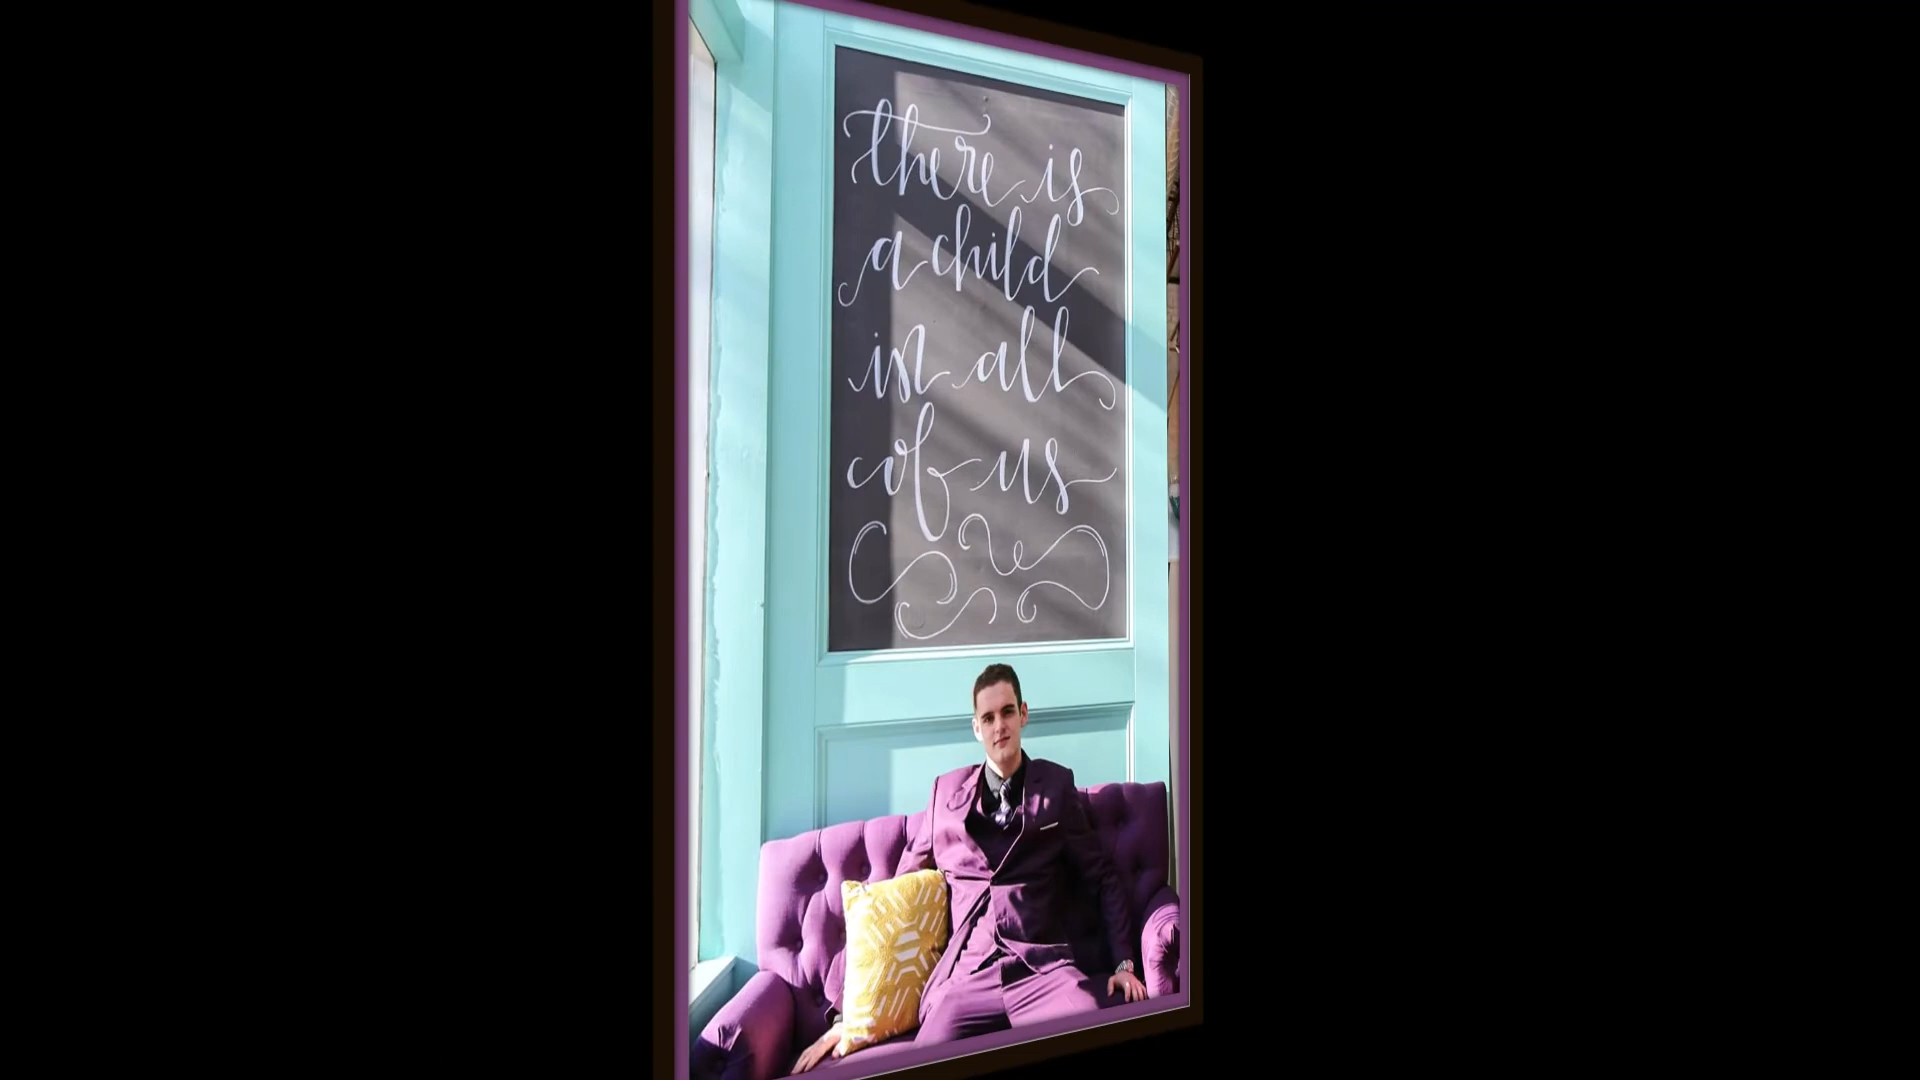 there is
a child
in all
of us